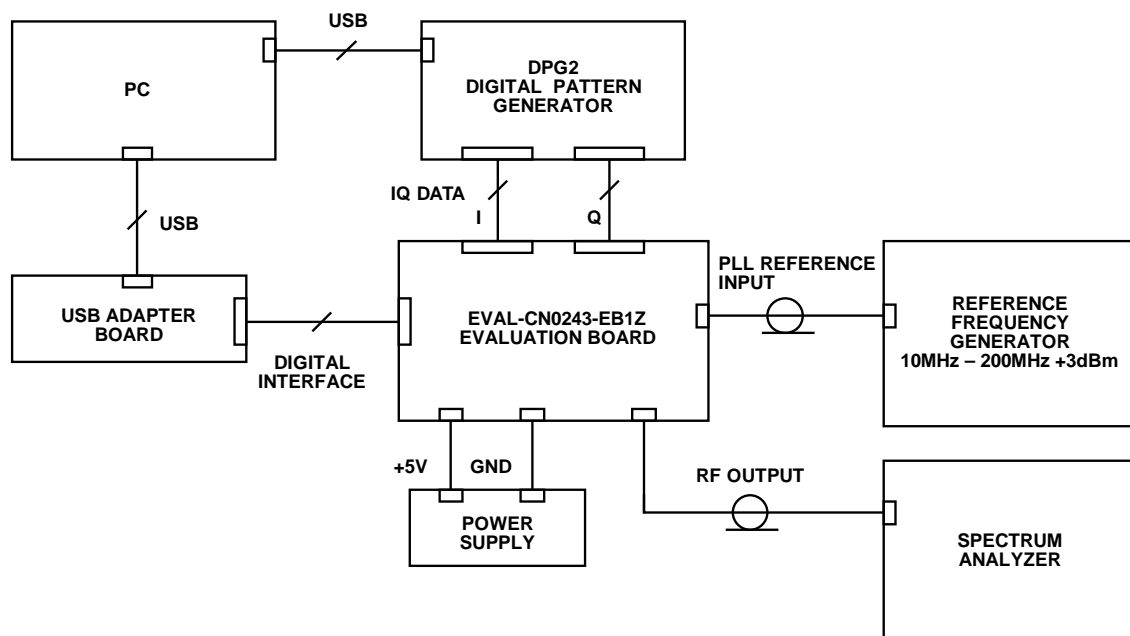 USB
PC
DPG2
DIGITAL PATTERN
GENERATOR
IQ DATA
I
Q
USB
USB ADAPTER
BOARD
DIGITAL
INTERFACE
EVAL-CN0243-EB1Z
EVALUATION BOARD
PLL REFERENCE
INPUT
REFERENCE
FREQUENCY
GENERATOR
10MHz – 200MHz +3dBm
+5V
GND
POWER
SUPPLY
RF OUTPUT
SPECTRUM
ANALYZER